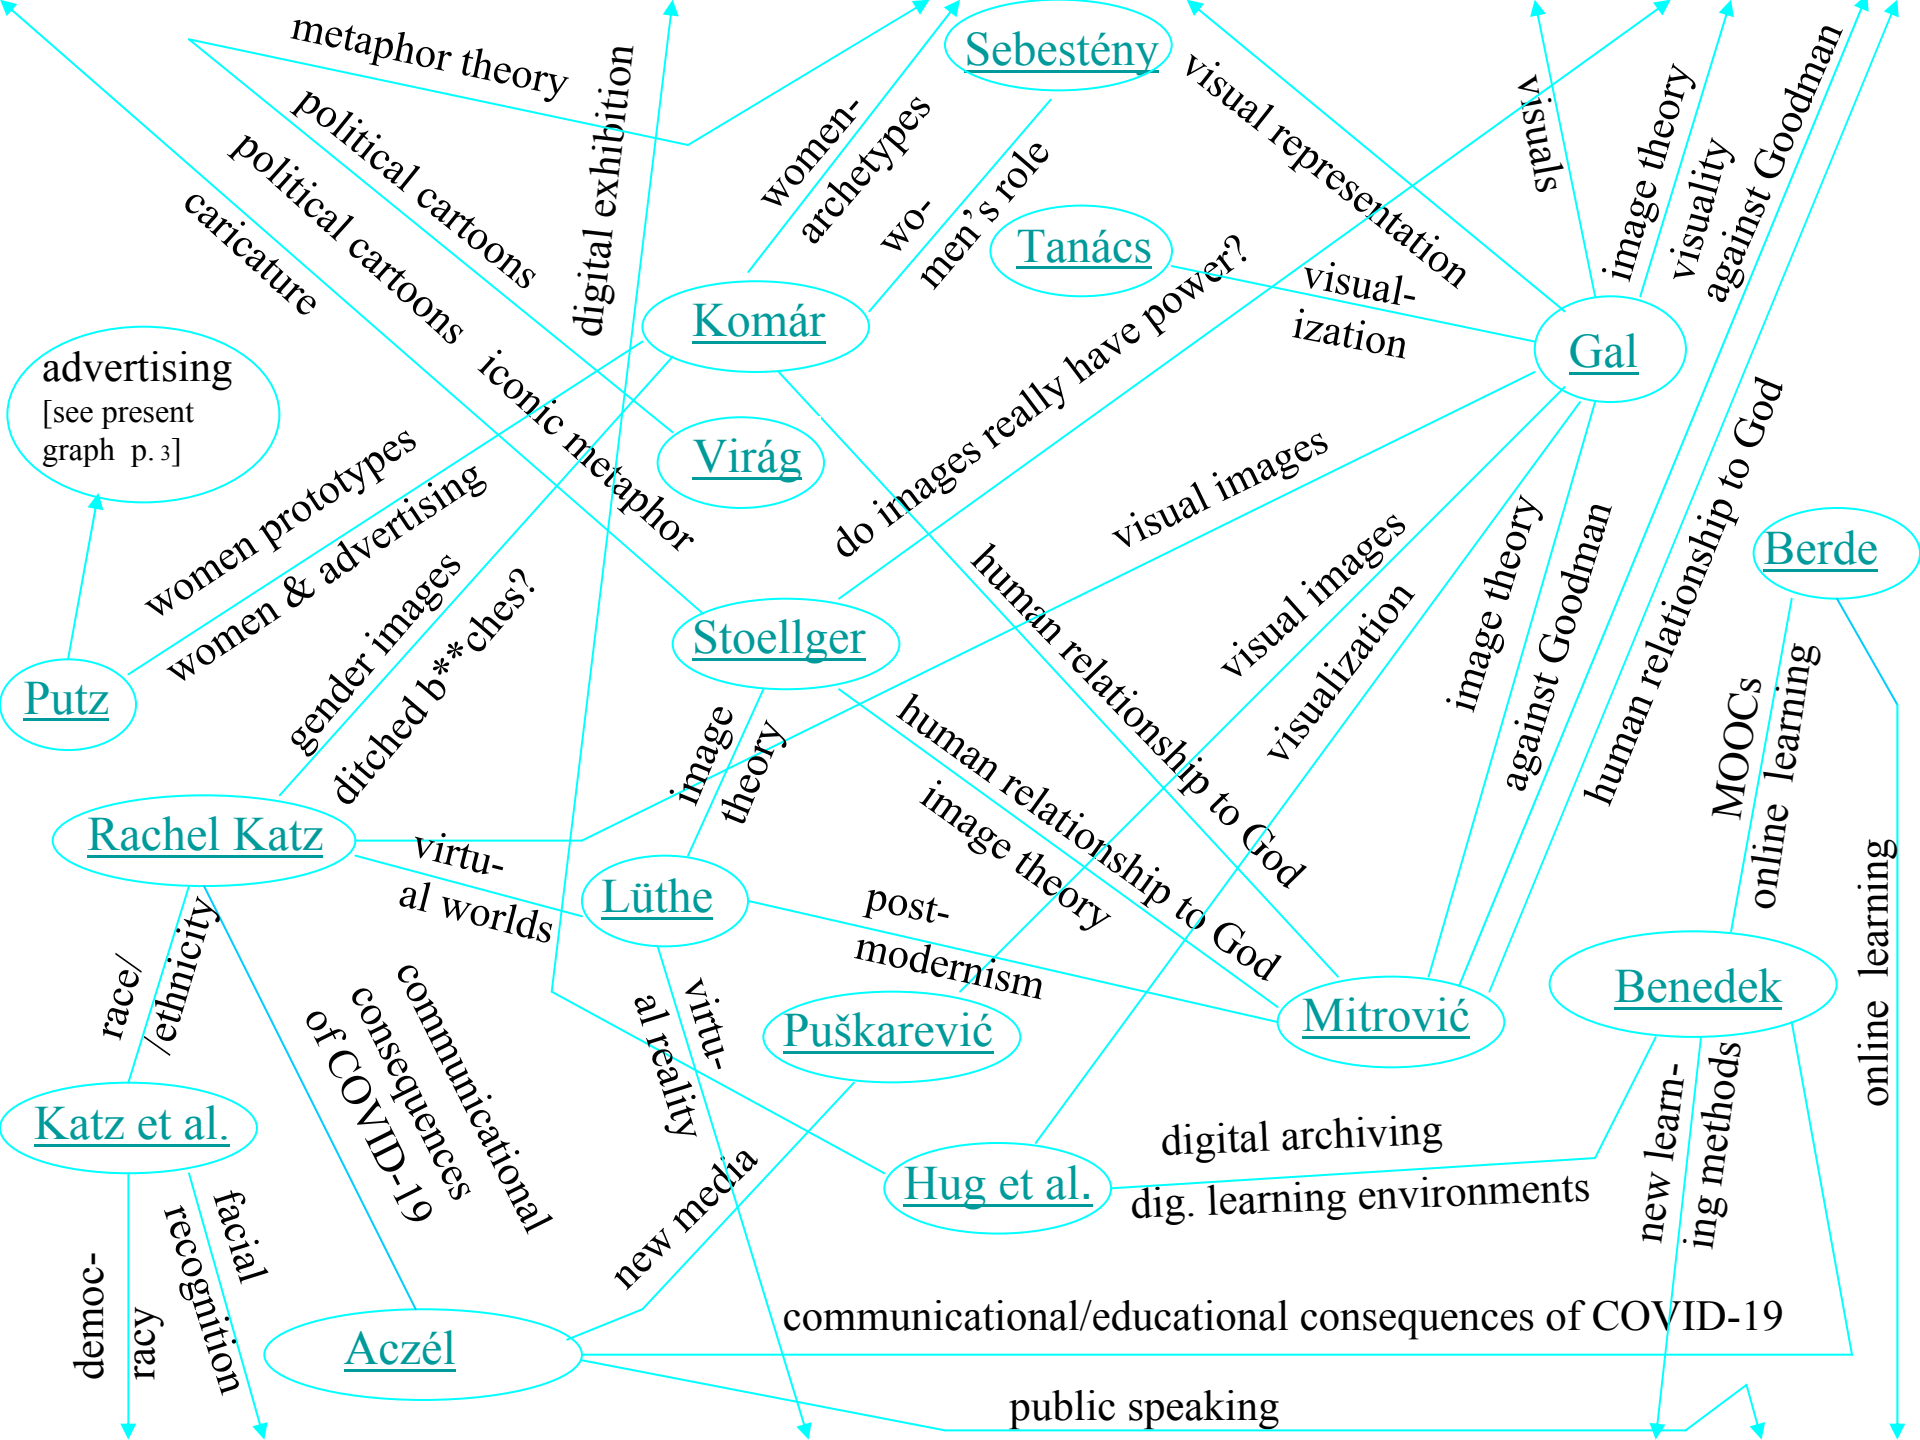 metaphor theory
political cartoons
political cartoons
caricature
digital exhibition
women-
archetypes
Sebestény
wo-
men’s role
visual representation
visuals
image theory
visuality
against Goodman
Tanács
visual-
ization
Komár
Gal
advertising
[see present
graph p. 3]
iconic metaphor
Virág
do images really have power?
women prototypes
women & advertising
visual images
visual images
visualization
image theory
against Goodman
human relationship to God
Berde
gender images
ditched b**ches?
human relationship to God
Stoellger
Putz
image
theory
human relationship to God
image theory
MOOCs
online learning
online learning
Rachel Katz
virtu-
al worlds
Lüthe
post-
modernism
race/
/ethnicity
communicational
consequences
of COVID-19
virtu-
al reality
Puškarević
Mitrović
Benedek
Katz et al.
new learn-
ing methods
digital archiving
Hug et al.
dig. learning environments
new media
facial
recognition
democ-
racy
communicational/educational consequences of COVID-19
Aczél
public speaking